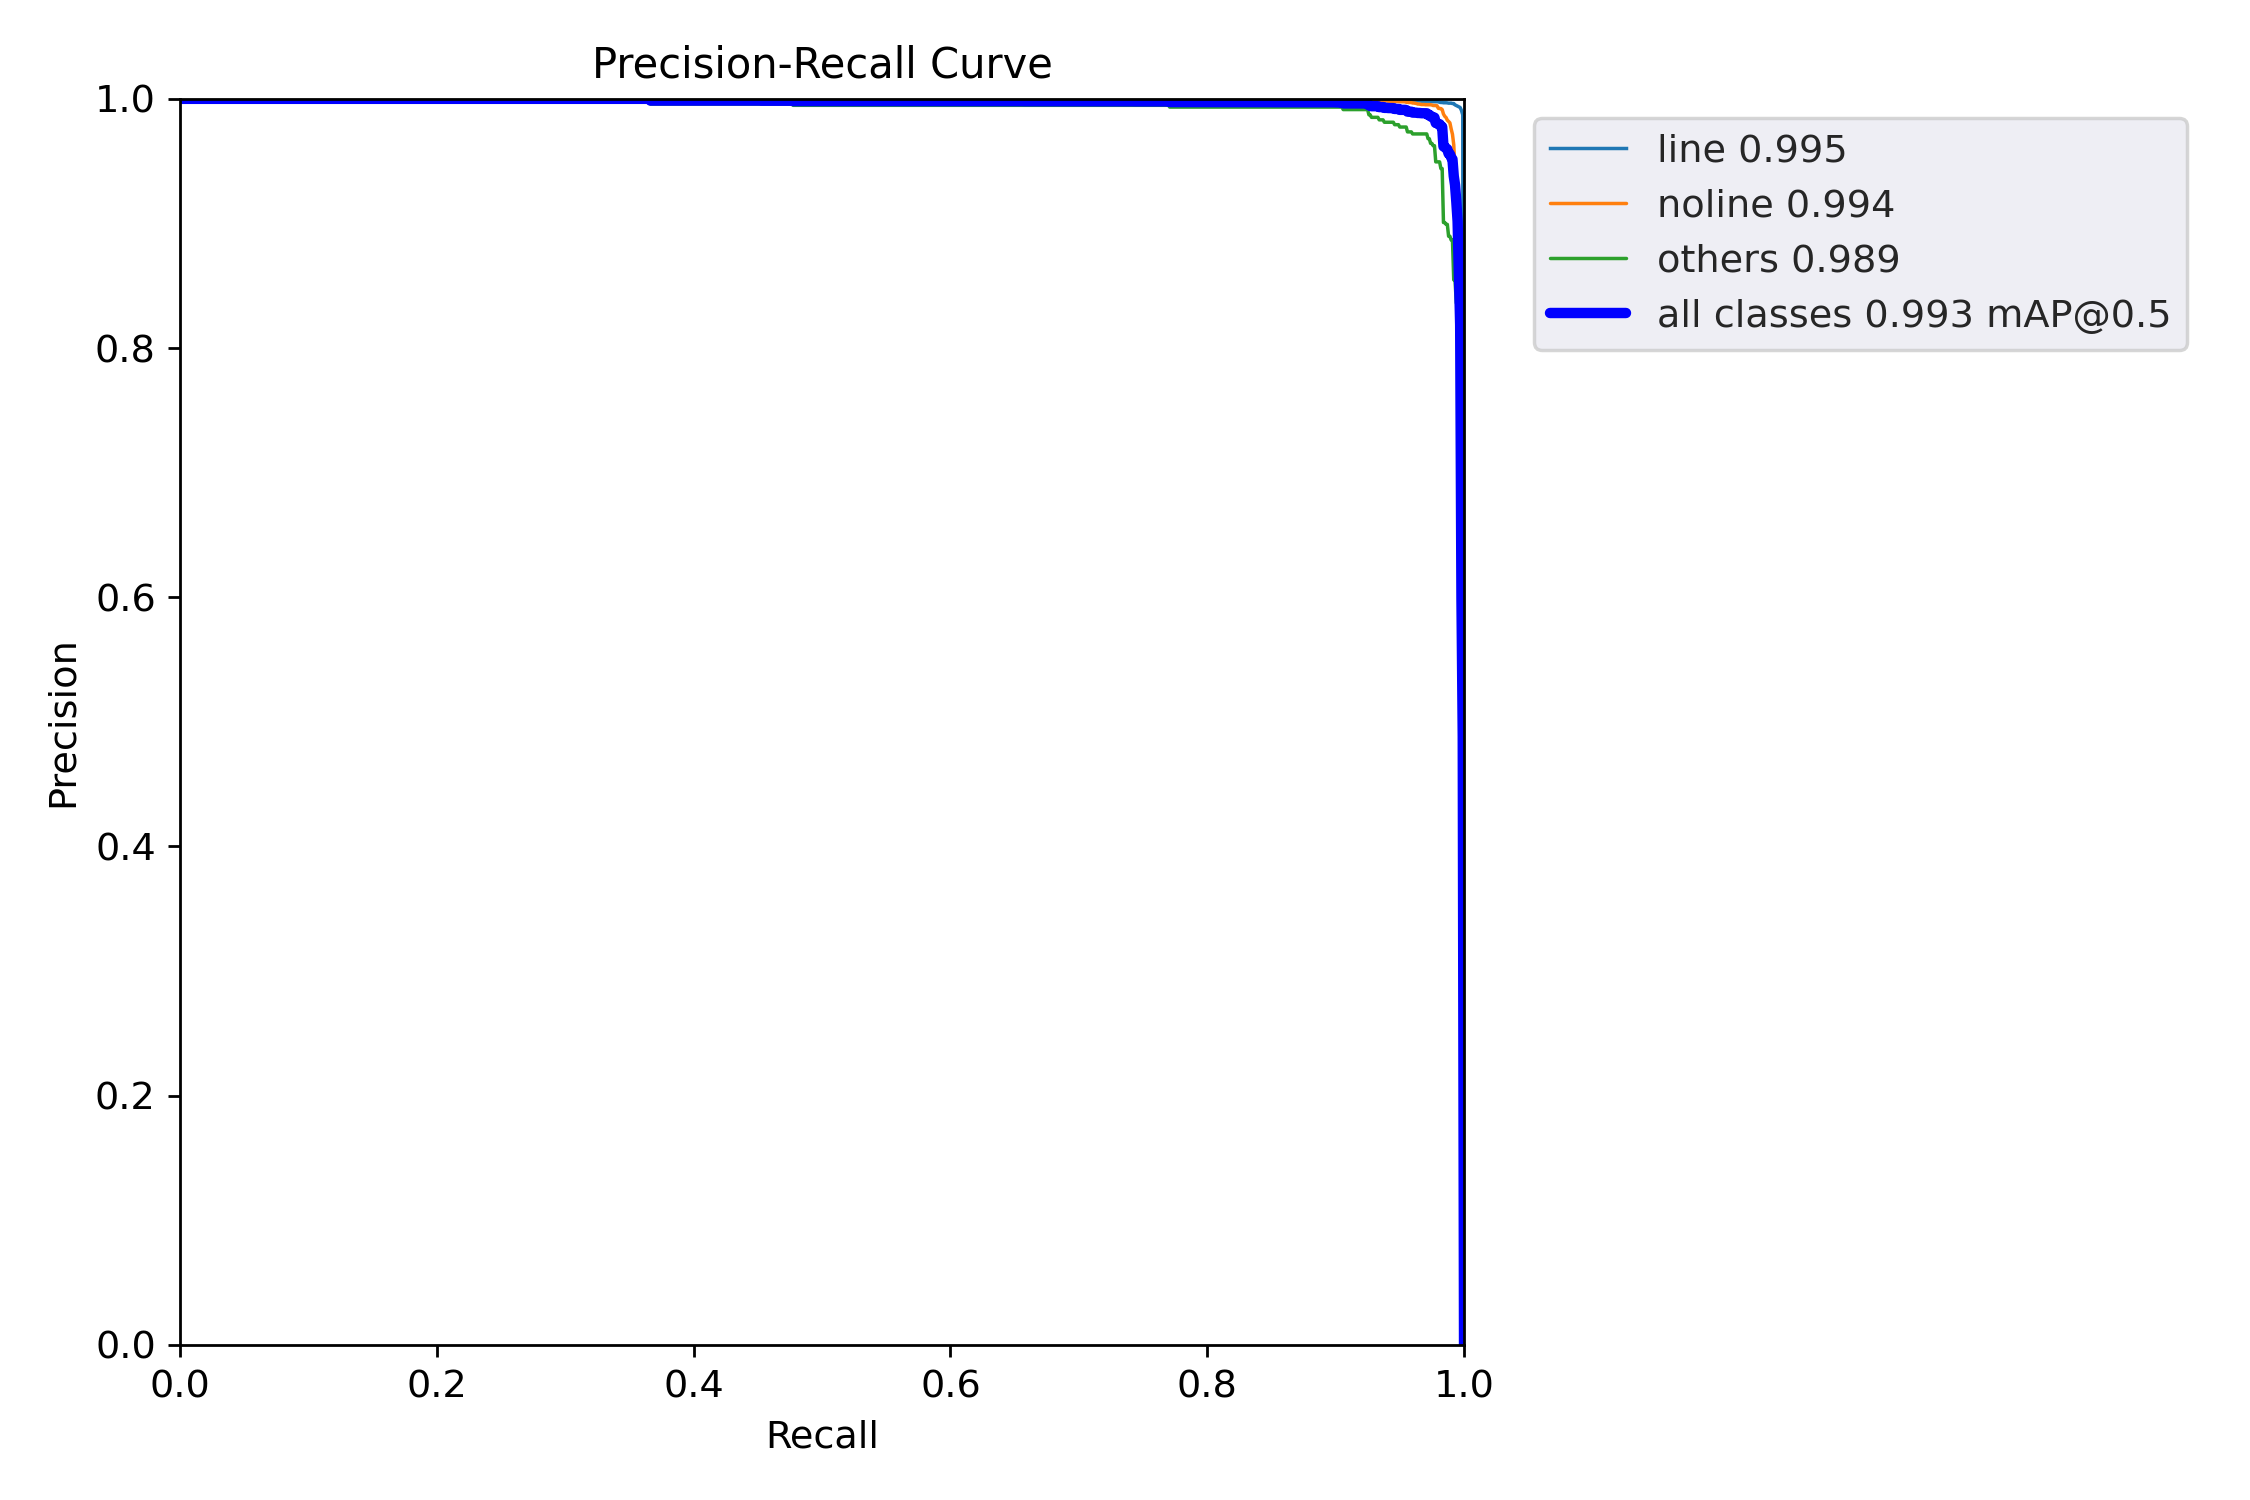 Precision-Recall Curve
1.0
0.8
0.6
0.4
0.2
0.0
Precision
0.0 0.2 0.4 0.6 0.8 1.0
Recall
line 0.995
noline 0.994
others 0.989
all classes 0.993 mAP@0.5